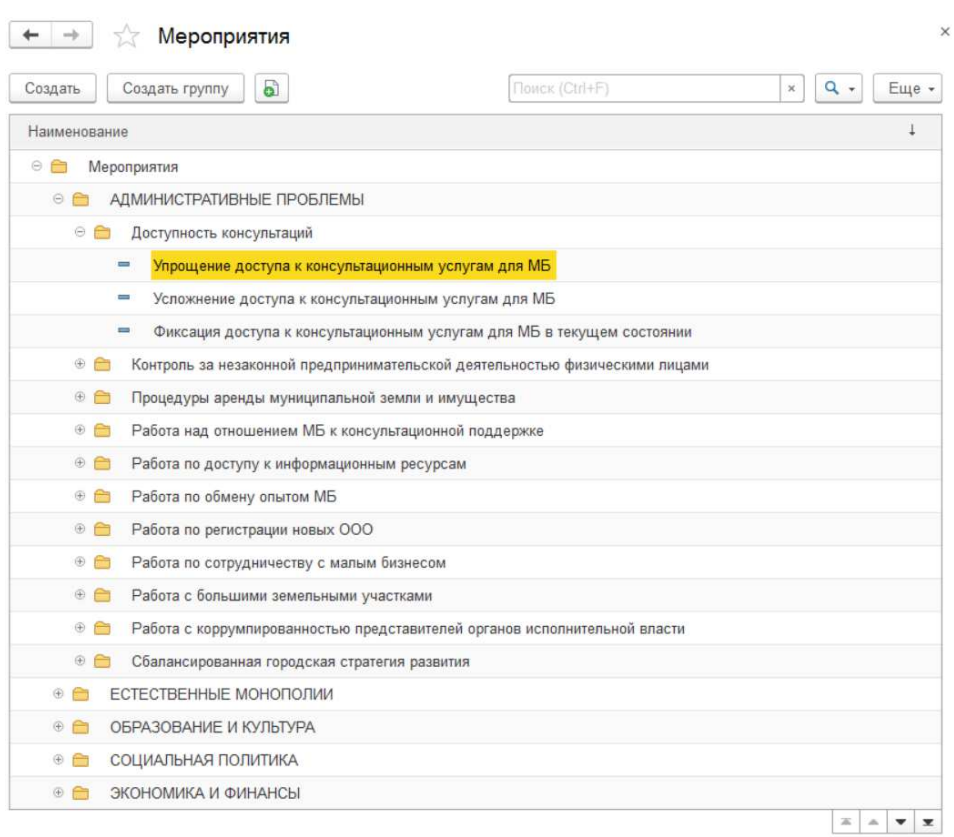 Мероприятия
Создать
Создать группу
Поиск (Ctrl+F)
Еще
Наименование
Мероприятия
АДМИНИСТРАТИВНЫЕ ПРОБЛЕМЫ
Доступность консультаций
Упрощение доступа к консультационным услугам для МБ
Усложнение доступа к консультационным услугам для МБ
Фиксация доступа к консультационным услугам для МБ в текущем состоянии
Контроль за незаконной предпринимательской деятельностью физическими лицами
Процедуры аренды муниципальной земли и имущества
Работа над отношением МБ к консультационной поддержке
Работа по доступу к информационным ресурсам
Работа по обмену опытом МБ
Работа по регистрации новых ООО
Работа по сотрудничеству с малым бизнесом
Работа с большими земельными участками
Работа с коррумпированностью представителей органов исполнительной власти
Сбалансированная городская стратегия развития
ЕСТЕСТВЕННЫЕ МОНОПОЛИИ
ОБРАЗОВАНИЕ И КУЛЬТУРА
СОЦИАЛЬНАЯ ПОЛИТИКА
ЭКОНОМИКА И ФИНАНСЫ